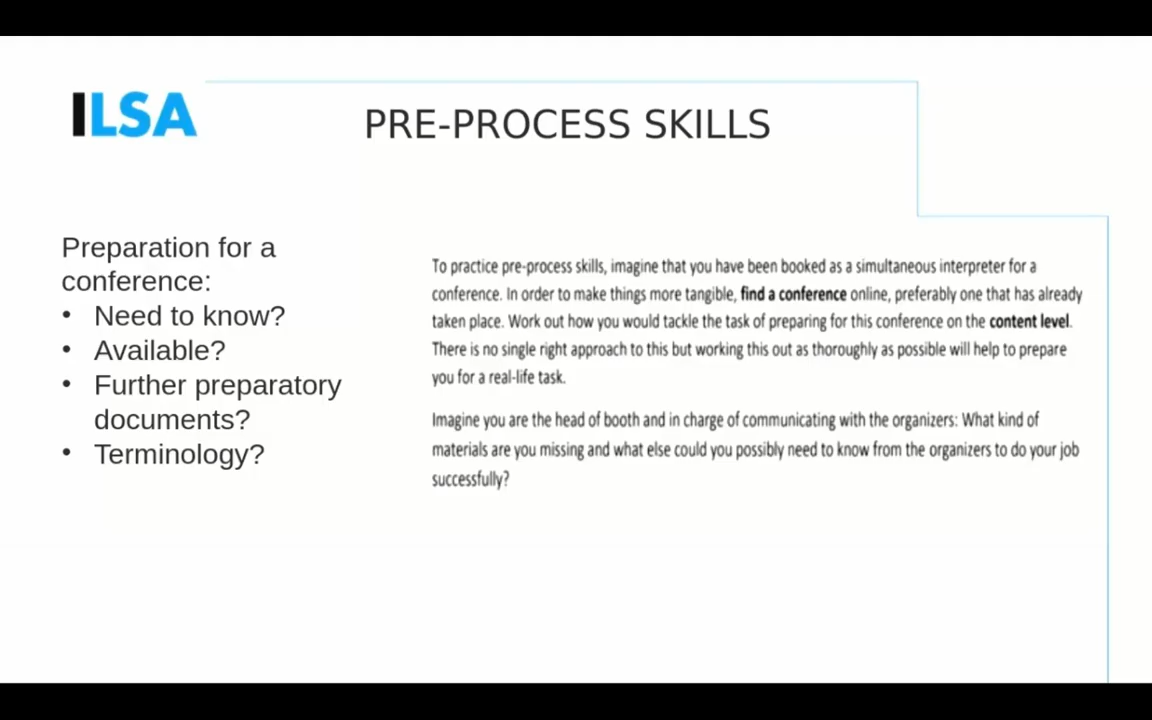 ILSA
PRE-PROCESS SKILLS
Preparation for a
conference:
• Need to know?
• Available?
• Further preparatory
documents?
• Terminology?
To practice pre-process skills, imagine that you have been booked as a simultaneous interpreter for a
conference. In order to make things more tangible, find a conference online, preferably one that has already
taken place. Work out how you would tackle the task of preparing for this conference on the content level.
There is no single right approach to this but working this out as thoroughly as possible will help to prepare
you for a real-life task.
Imagine you are the head of booth and in charge of communicating with the organizers: What kind of
materials are you missing and what else could you possibly need to know from the organizers to do your job
successfully?